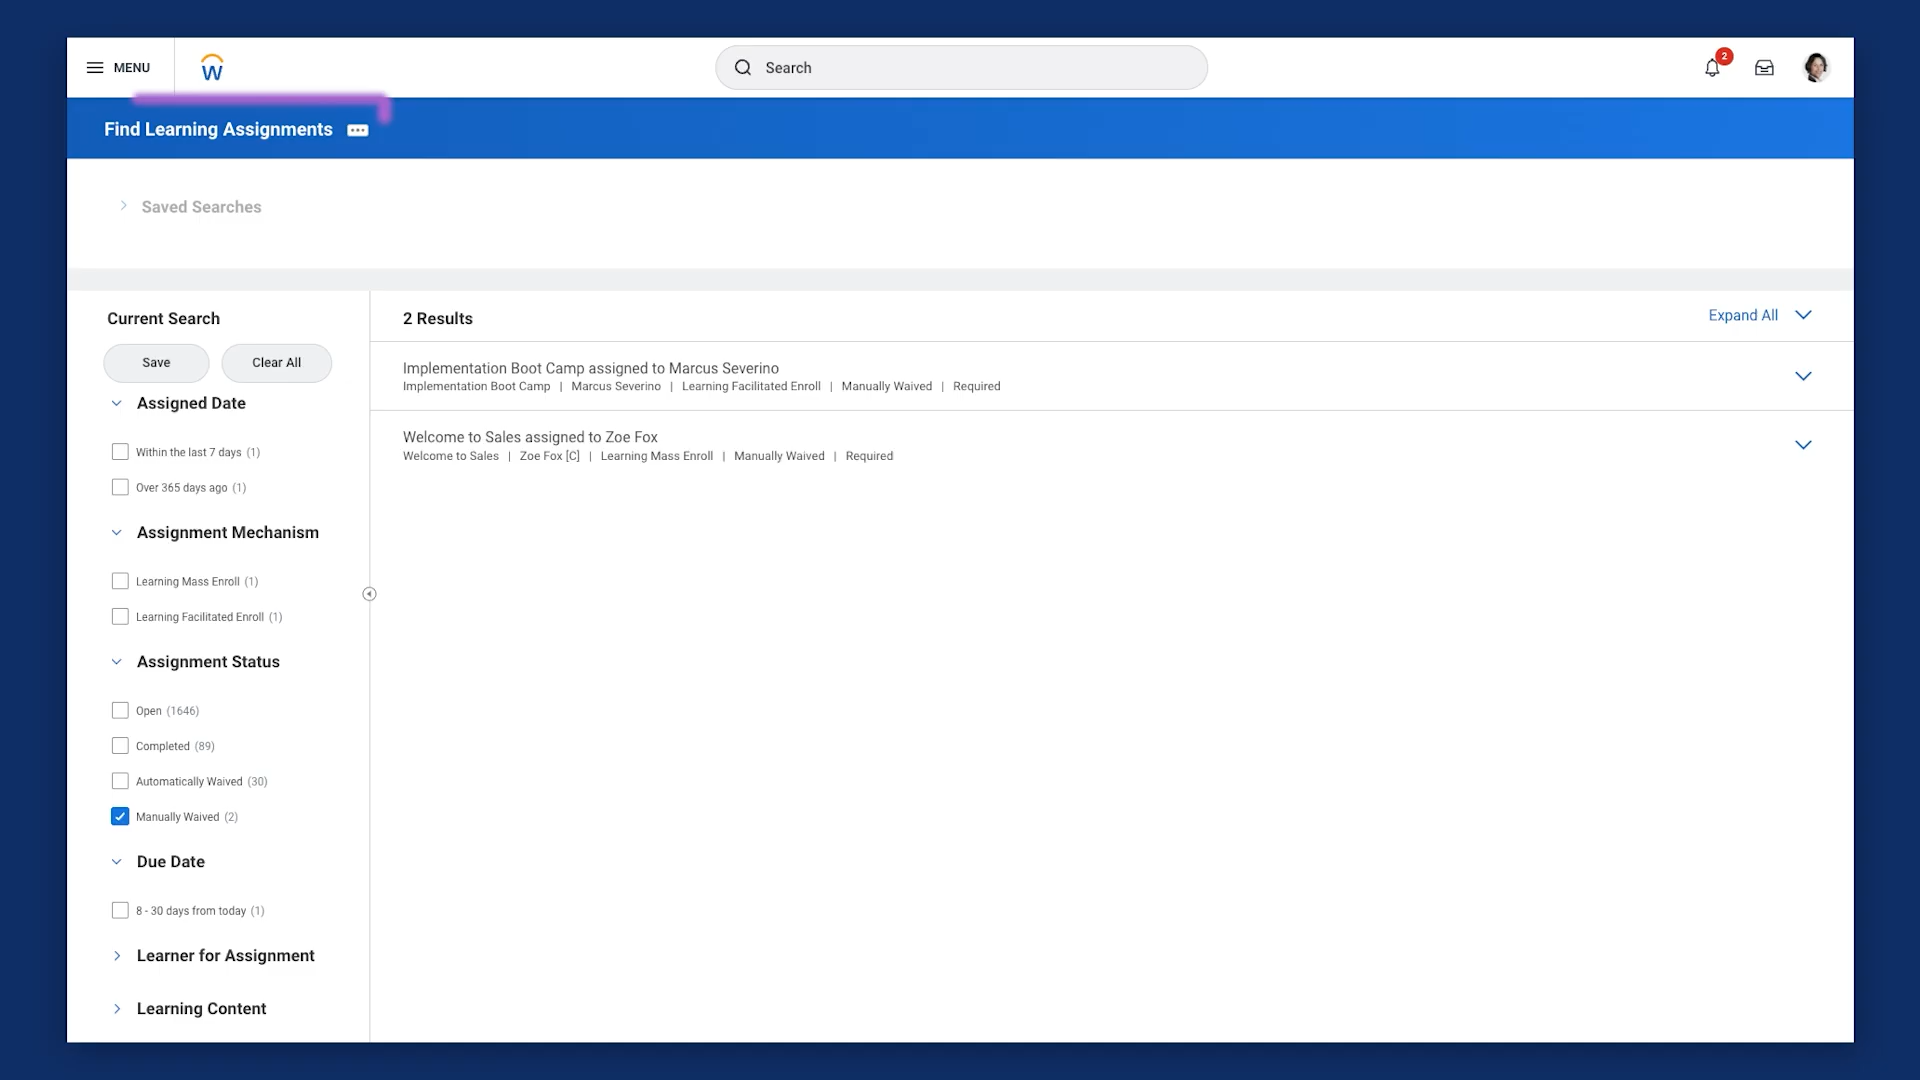 MENU
W
Search
2
Find Learning Assignments
Saved Searches
Current Search
Save
Clear All
Assigned Date
Within the last 7 days (1)
Over 365 days ago (1)
Assignment Mechanism
Learning Mass Enroll (1)
Learning Facilitated Enroll (1)
Assignment Status
Open (1646)
Completed (89)
Automatically Waived (30)
Manually Waived (2)
Due Date
8 - 30 days from today (1)
Learner for Assignment
Learning Content
2 Results
Expand All
Implementation Boot Camp assigned to Marcus Severino
Implementation Boot Camp | Marcus Severino | Learning Facilitated Enroll | Manually Waived | Required
Welcome to Sales assigned to Zoe Fox
Welcome to Sales | Zoe Fox [C] | Learning Mass Enroll | Manually Waived | Required